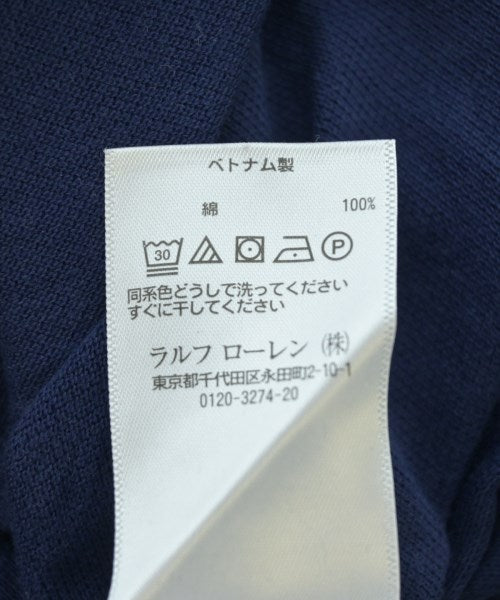 ベトナム製
綿 100%
30 P
同系色どうしで洗ってください
すぐに干してください
ラルフ ローレン (株)
東京都千代田区永田町2-10-1
0120-3274-20